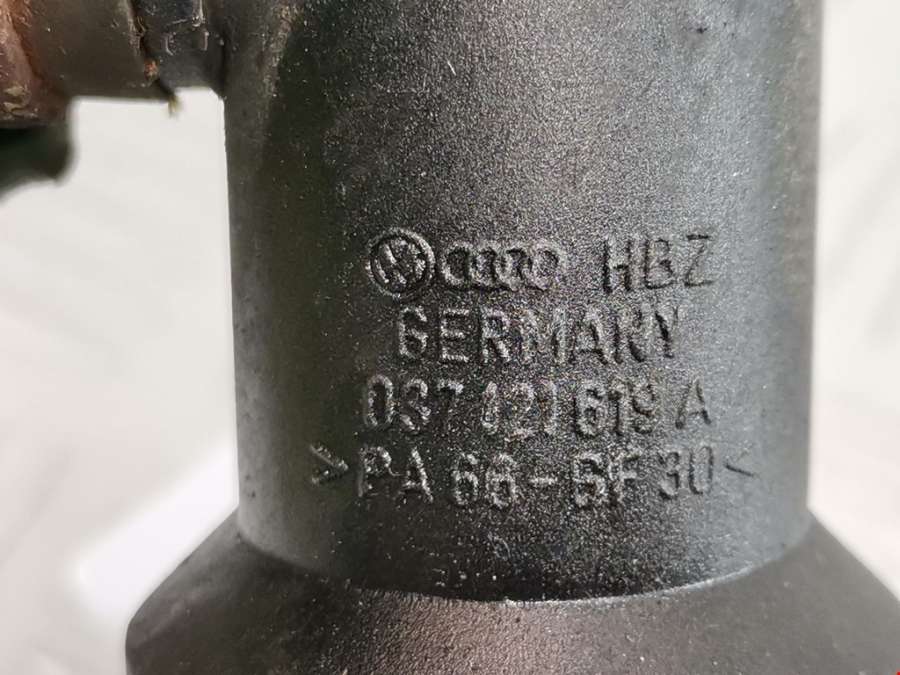 HBZ
GERMANY
037 121 619 A
>PA 66-GF 30<